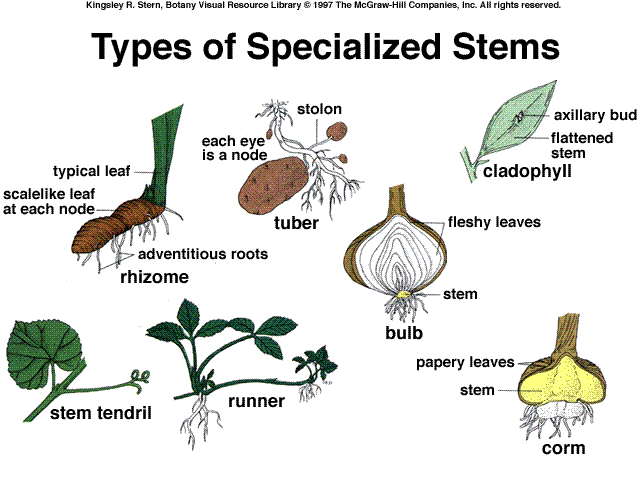 Kingsley R. Stern, Botany Visual Resource Library © 1997 The McGraw-Hill Companies, Inc. All rights reserved.
Types of Specialized Stems
typical leaf
scalelike leaf
at each node
adventitious roots
rhizome
stolon
each eye
is a node
tuber
axillary bud
flattened
stem
cladophyll
fleshy leaves
stem
bulb
stem tendril
runner
papery leaves
stem
corm